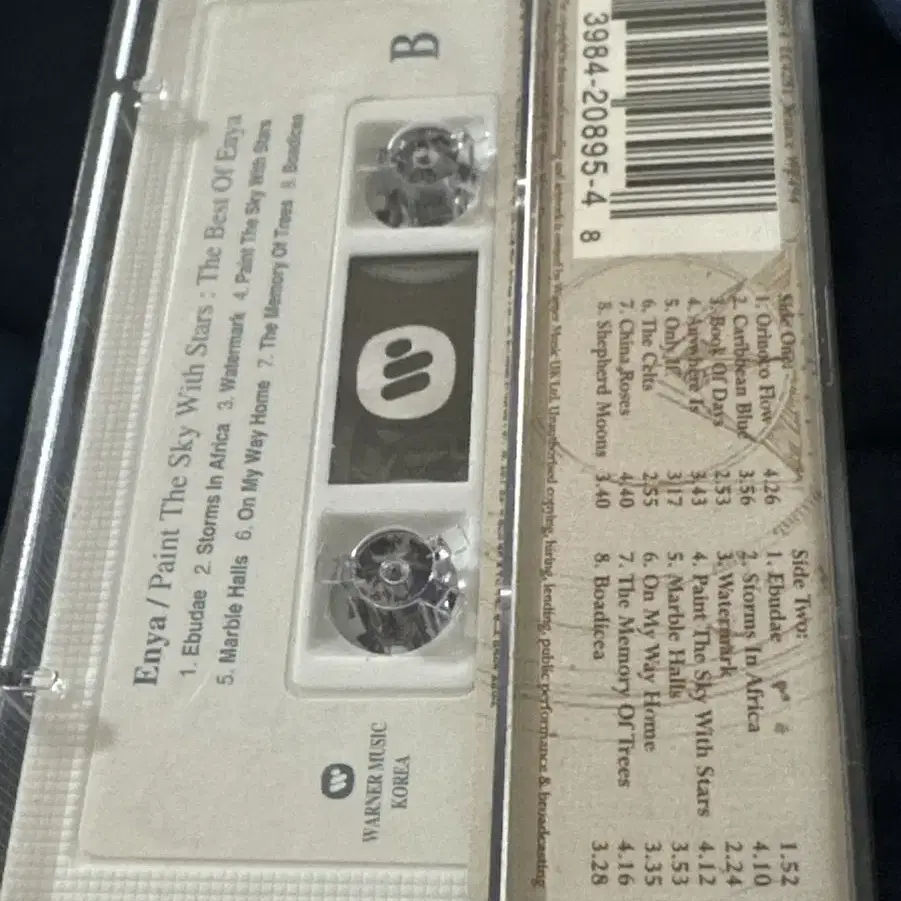 B
Enya / Paint The Sky With Stars : The Best Of Enya
1. Ebudae 2. Storms In Africa 3. Watermark 4. Paint The Sky With Stars
5. Marble Halls 6. On My Way Home 7. The Memory Of Trees 8. Boadicea
WARNER MUSIC
KOREA
3984-20895-4 8
Side One:
1. Orinoco Flow 4.26
2. Caribbean Blue 3.56
3. Book Of Days 2.53
4. Anywhere Is 3.43
5. Only If 3.17
6. The Celts 2.55
7. China Roses 4.40
8. Shepherd Moons 3.40
Side Two:
1. Ebudae 1.52
2. Storms In Africa 4.10
3. Watermark 2.24
4. Paint The Sky With Stars 4.12
5. Marble Halls 3.53
6. On My Way Home 3.35
7. The Memory Of Trees 4.16
8. Boadicea 3.28
Warner Music UK Ltd. Unauthorised copying, hiring, lending, public performance & broadcasting